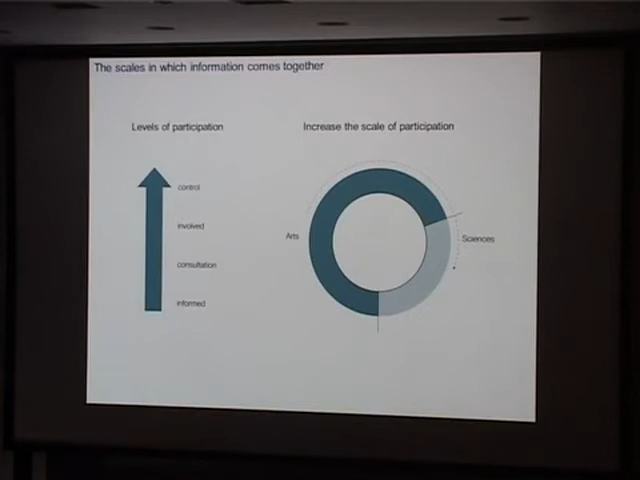 The scales in which information comes together
Levels of participation
Increase the scale of participation
control
involved
consultation
informed
Arts
Sciences